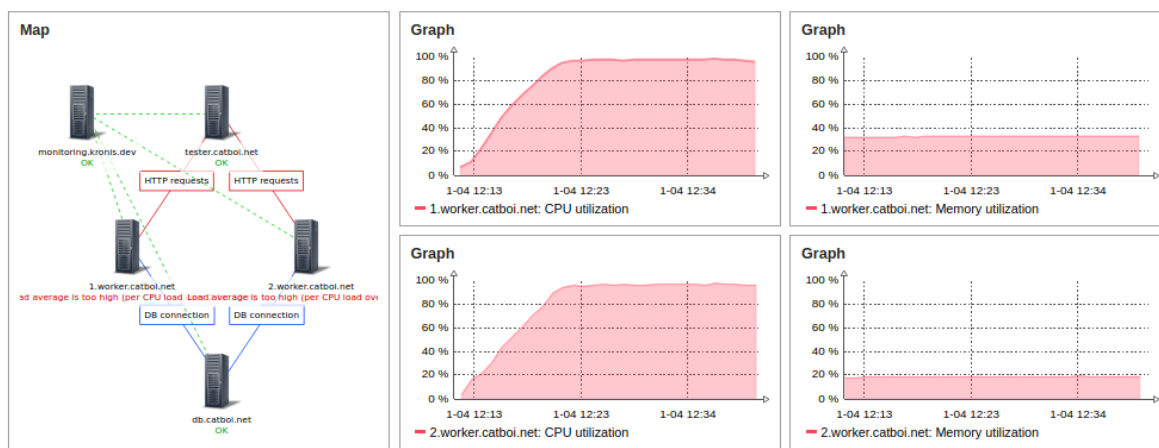 Map
monitoring.kronis.dev
OK
tester.catboi.net
OK
HTTP requests
HTTP requests
1.worker.catboi.net
2.worker.catboi.net
ad average is too high (per CPU load
Load average is too high (per CPU load ove
DB connection
DB connection
db.catboi.net
OK
Graph
100 %
80 %
60 %
40 %
20 %
0 %
1-04 12:13
1-04 12:23
1-04 12:34
1.worker.catboi.net: CPU utilization
Graph
100 %
80 %
60 %
40 %
20 %
0 %
1-04 12:13
1-04 12:23
1-04 12:34
1.worker.catboi.net: Memory utilization
Graph
100 %
80 %
60 %
40 %
20 %
0 %
1-04 12:13
1-04 12:23
1-04 12:34
2.worker.catboi.net: CPU utilization
Graph
100 %
80 %
60 %
40 %
20 %
0 %
1-04 12:13
1-04 12:23
1-04 12:34
2.worker.catboi.net: Memory utilization